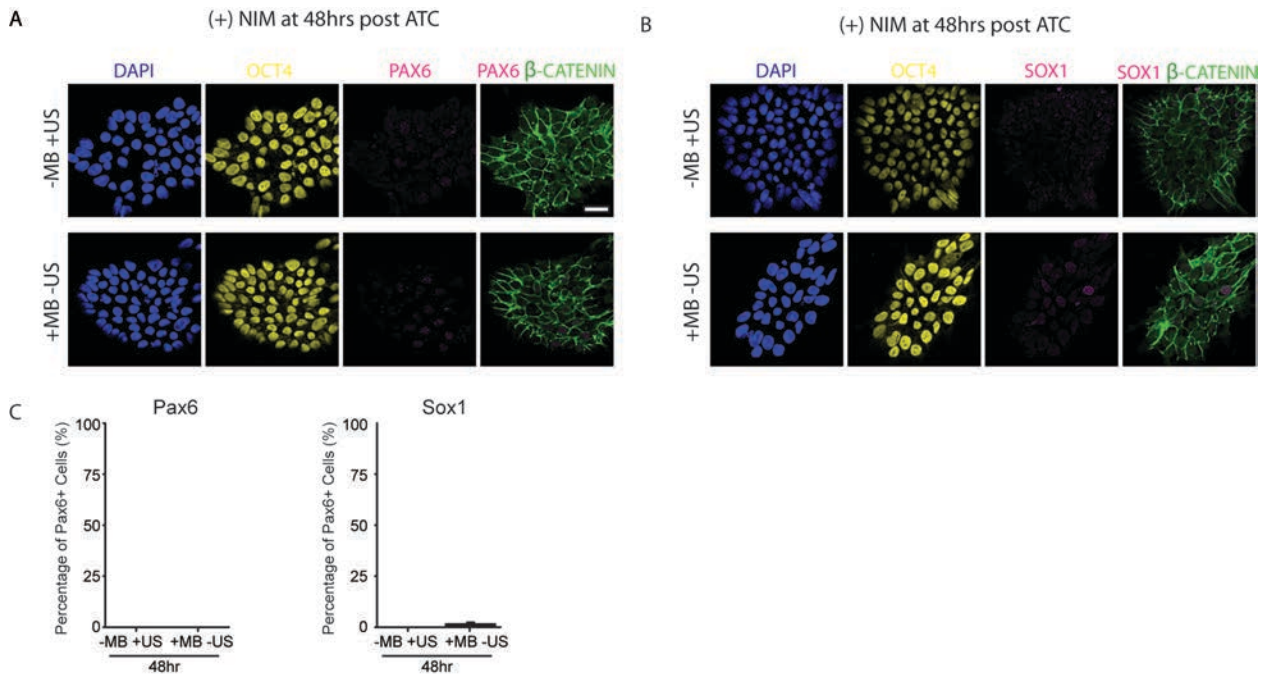 A
(+) NIM at 48hrs post ATC
DAPI OCT4 PAX6 PAX6 β-CATENIN
-MB +US
+MB -US
B
(+) NIM at 48hrs post ATC
DAPI OCT4 SOX1 SOX1 β-CATENIN
-MB +US
+MB -US
C
Pax6
Percentage of Pax6+ Cells (%)
100
75
50
25
0
-MB +US +MB -US
48hr
Sox1
Percentage of Pax6+ Cells (%)
100
75
50
25
0
-MB +US +MB -US
48hr